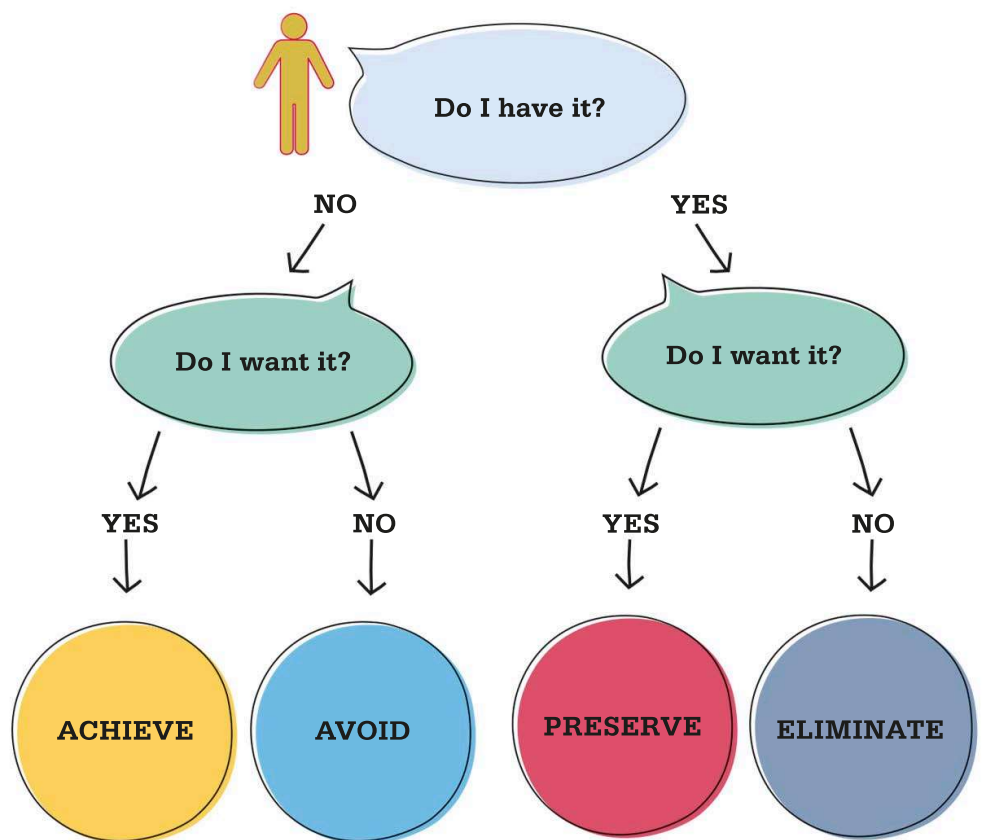 Do I have it?
NO
YES
Do I want it?
Do I want it?
YES
NO
YES
NO
ACHIEVE
AVOID
PRESERVE
ELIMINATE